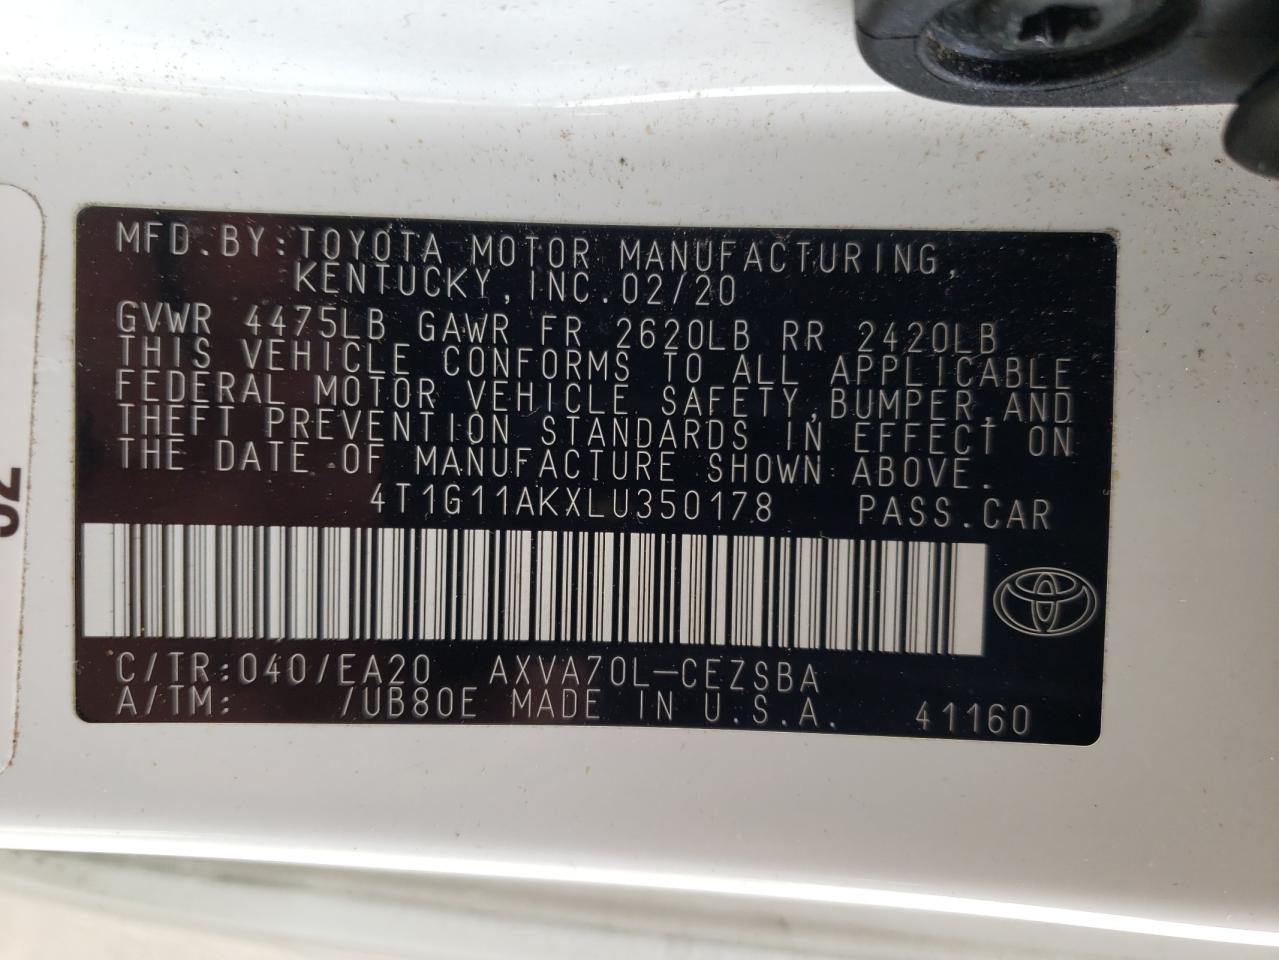 MFD.BY:TOYOTA MOTOR MANUFACTURING,
KENTUCKY,INC.02/20
GVWR 4475LB GAWR FR 2620LB RR 2420LB
THIS VEHICLE CONFORMS TO ALL APPLICABLE
FEDERAL MOTOR VEHICLE SAFETY,BUMPER,AND
THEFT PREVENTION STANDARDS IN EFFECT ON
THE DATE OF MANUFACTURE SHOWN ABOVE.
4T1G11AKXLU350178 PASS.CAR
C/TR:040/EA20 AXVA70L-CEZSBA
A/TM: /UB80E MADE IN U.S.A. 41160